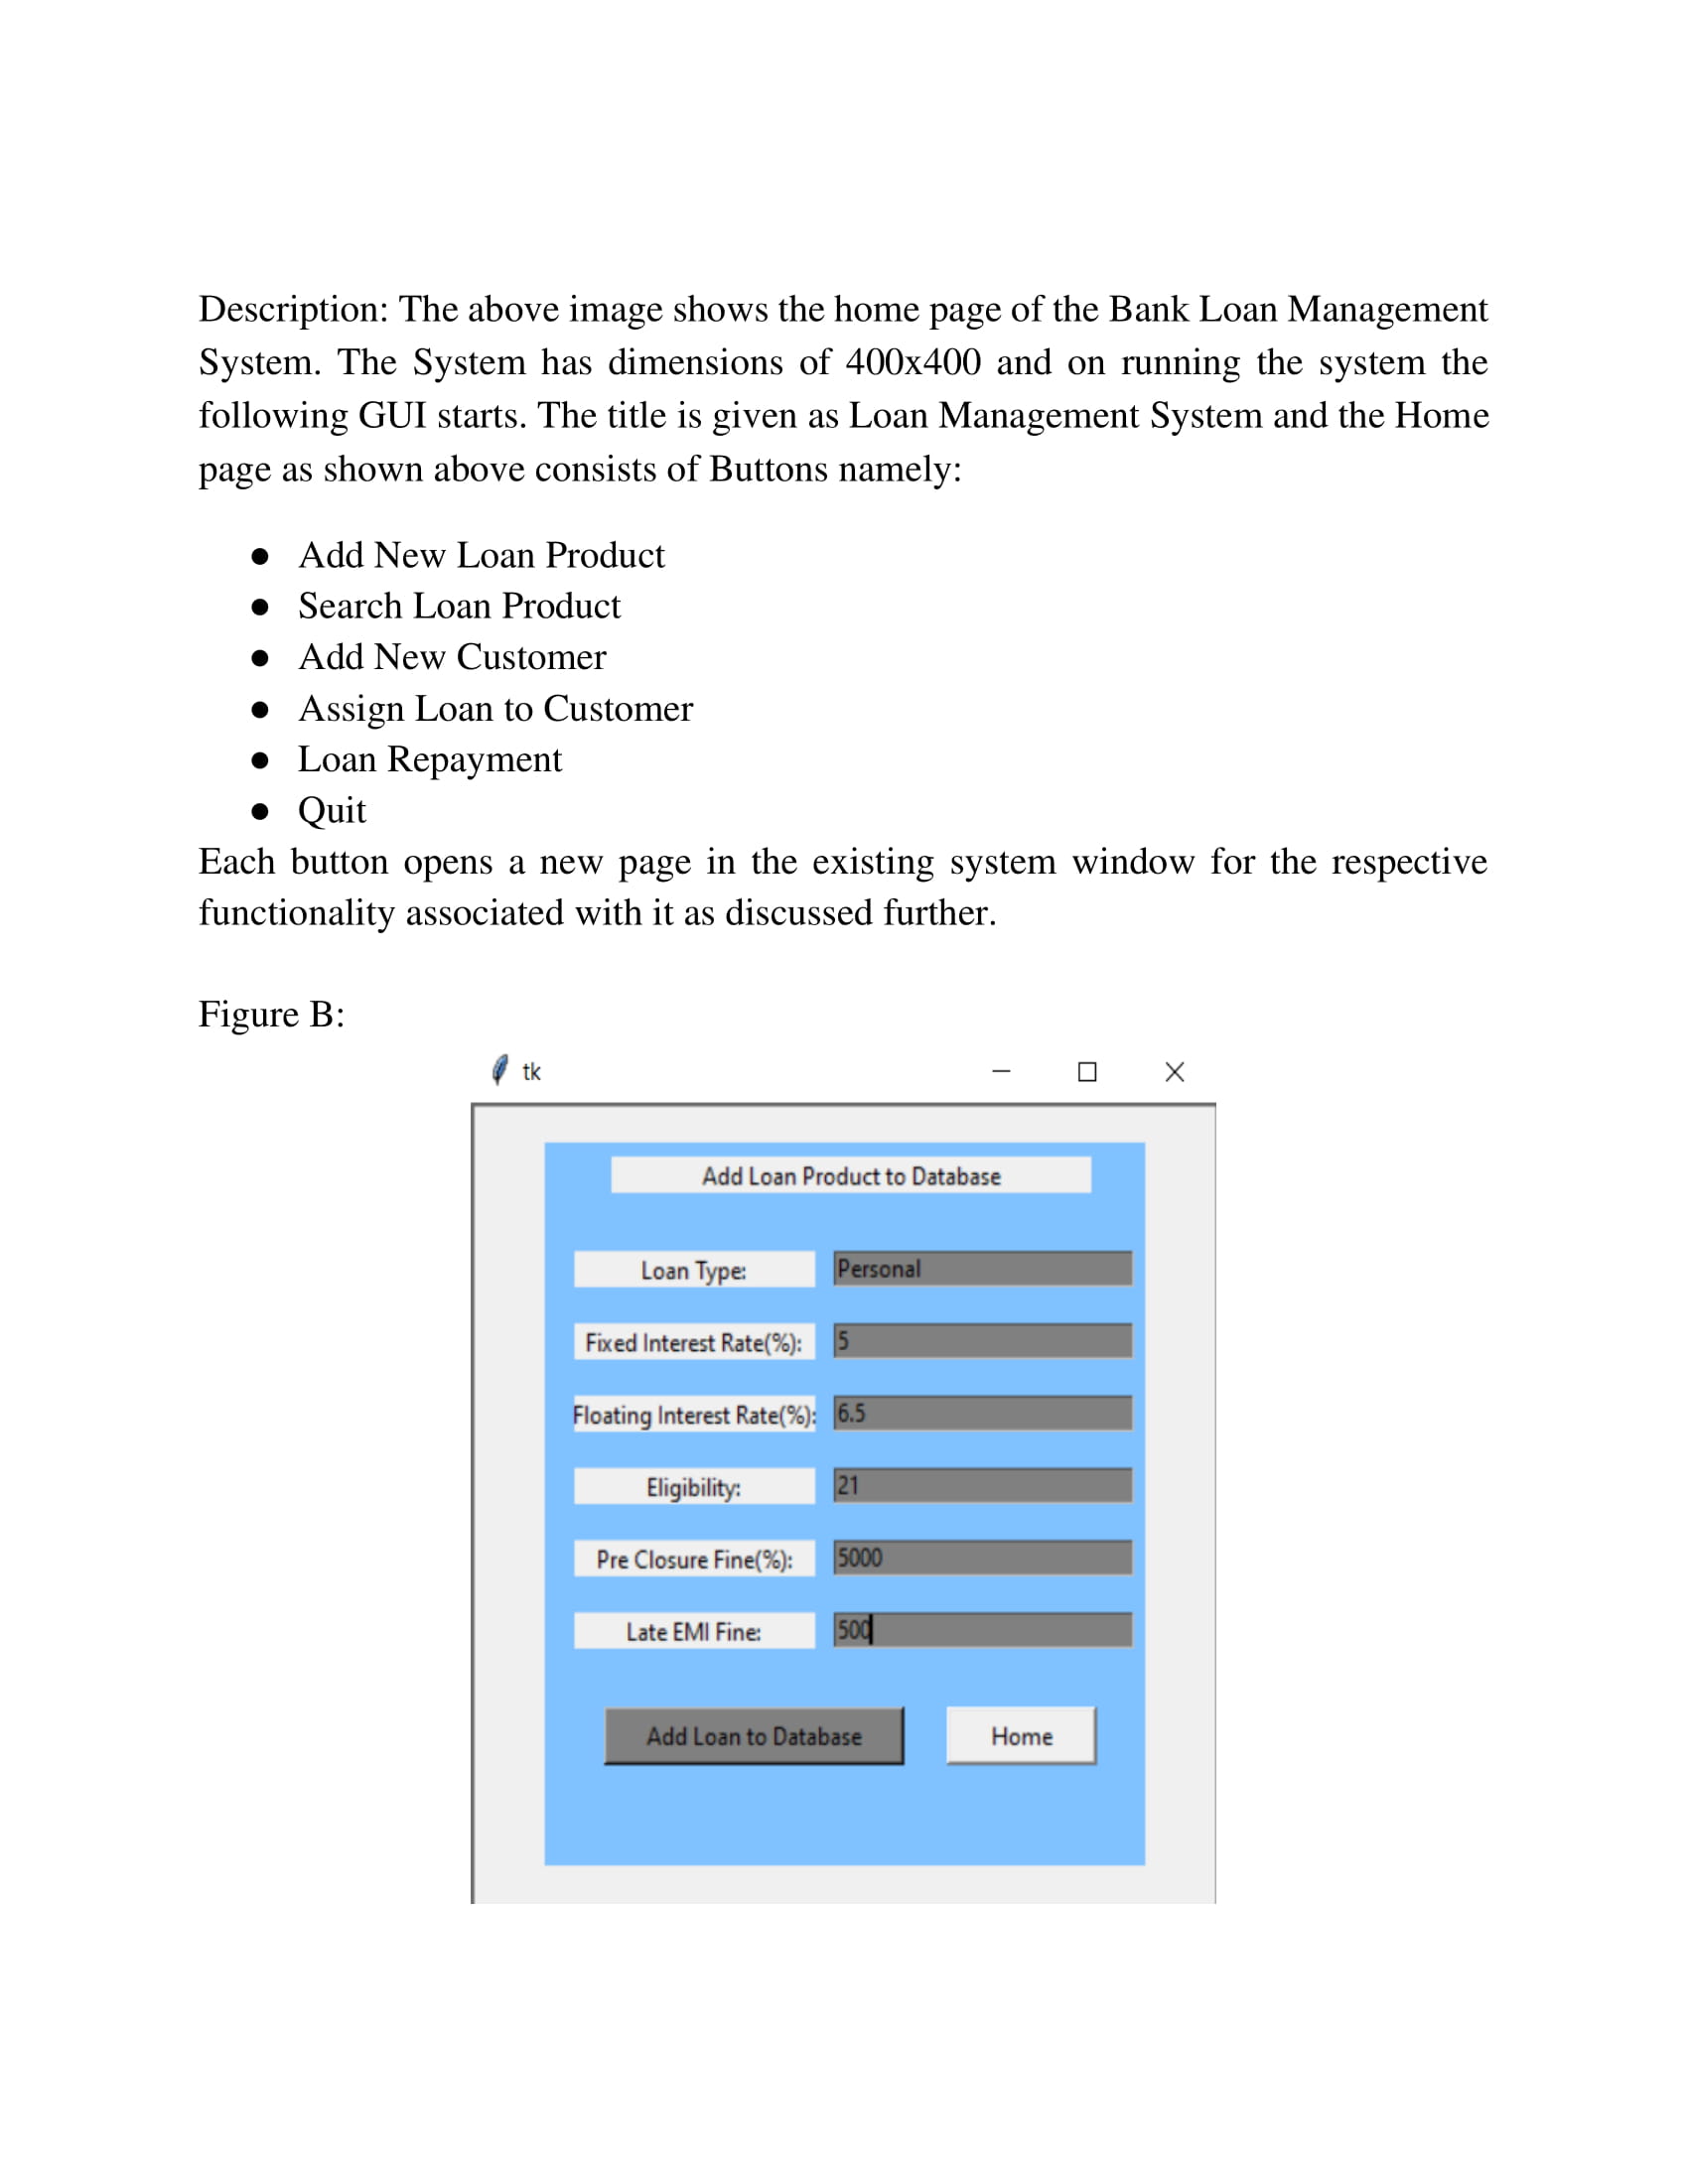 Description: The above image shows the home page of the Bank Loan Management
System. The System has dimensions of 400x400 and on running the system the
following GUI starts. The title is given as Loan Management System and the Home
page as shown above consists of Buttons namely:
● Add New Loan Product
● Search Loan Product
● Add New Customer
● Assign Loan to Customer
● Loan Repayment
● Quit
Each button opens a new page in the existing system window for the respective
functionality associated with it as discussed further.
Figure B:
tk
Add Loan Product to Database
Loan Type: Personal
Fixed Interest Rate(%): 5
Floating Interest Rate(%): 6.5
Eligibility: 21
Pre Closure Fine(%): 5000
Late EMI Fine: 500
Add Loan to Database Home